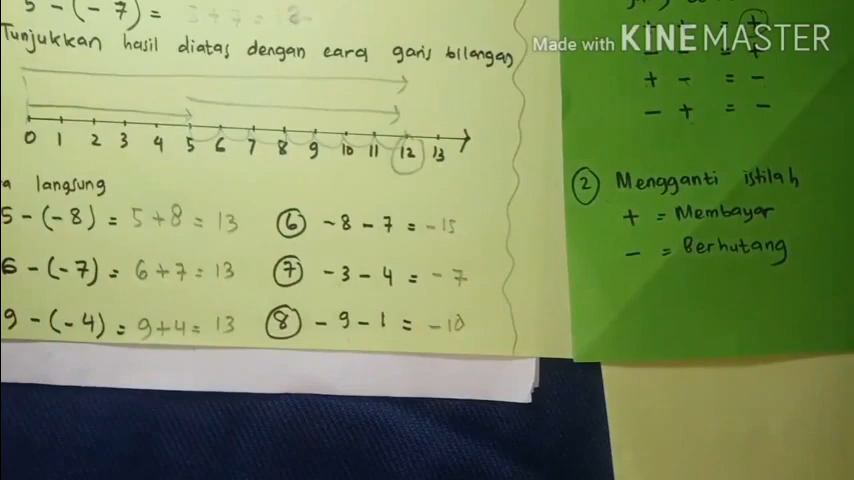 5 - (- 7) =
Tunjukkan hasil diatas dengan cara garis bilangan
0 1 2 3 4 5 6 7 8 9 10 11 12 13
langsung
5 - (- 8) = 5 + 8 = 13
6 - (- 7) = 6 + 7 = 13
9 - (- 4) = 9 + 4 = 13
6 - 8 - 7 = - 15
7 - 3 - 4 = - 7
8 - 9 - 1 = - 10
Made with KINEMASTER
+ - = -
- + = -
2 Mengganti istilah
+ = Membayar
- = Berhutang